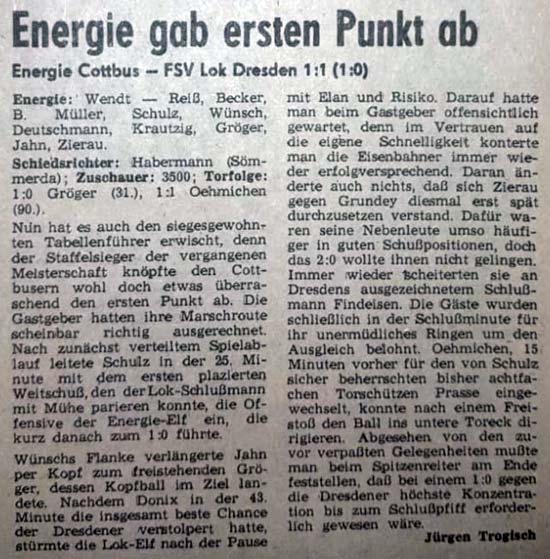 Energie gab ersten Punkt ab
Energie Cottbus — FSV Lok Dresden 1:1 (1:0)
Energie: Wendt — Reiß, Becker,
B. Müller, Schulz, Wünsch,
Deutschmann, Krautzig, Gröger,
Jahn, Zierau.
Schiedsrichter: Habermann (Söm-
merda); Zuschauer: 3500; Torfolge:
1:0 Gröger (31.), 1:1 Oehmichen
(90.).
Nun hat es auch den siegesgewohn-
ten Tabellenführer erwischt, denn
der Staffelsieger der vergangenen
Meisterschaft knöpfte den Cott-
busern wohl doch etwas überra-
schend den ersten Punkt ab. Die
Gastgeber hatten ihre Marschroute
scheinbar richtig ausgerechnet.
Nach zunächst verteiltem Spielab-
lauf leitete Schulz in der 25. Mi-
nute mit dem ersten plazierten
Weitschuß, den der Lok-Schlußmann
mit Mühe parieren konnte, die Of-
fensive der Energie-Elf ein, die
kurz danach zum 1:0 führte.
Wünschs Flanke verlängerte Jahn
per Kopf zum freistehenden Grö-
ger, dessen Kopfball im Ziel lan-
dete. Nachdem Donix in der 43.
Minute die insgesamt beste Chance
der Dresdener verstolpert hatte,
stürmte die Lok-Elf nach der Pause
mit Elan und Risiko. Darauf hatte
man beim Gastgeber offensichtlich
gewartet, denn im Vertrauen auf
die eigene Schnelligkeit konterte
man die Eisenbahner immer wie-
der erfolgversprechend. Daran än-
derte auch nichts, daß sich Zierau
gegen Grundey diesmal erst spät
durchzusetzen verstand. Dafür wa-
ren seine Nebenleute umso häufi-
ger in guten Schußpositionen, doch
das 2:0 wollte ihnen nicht gelingen.
Immer wieder scheiterten sie an
Dresdens ausgezeichnetem Schluß-
mann Findeisen. Die Gäste wurden
schließlich in der Schlußminute für
ihr unermüdliches Ringen um den
Ausgleich belohnt. Oehmichen, 15
Minuten vorher für den von Schulz
sicher beherrschten bisher achtfa-
chen Torschützen Prasse einge-
wechselt, konnte nach einem Frei-
stoß den Ball ins untere Toreck di-
rigieren. Abgesehen von den zu-
vor verpaßten Gelegenheiten mußte
man beim Spitzenreiter am Ende
feststellen, daß bei einem 1:0 gegen
die Dresdener höchste Konzentra-
tion bis zum Schlußpfiff erforder-
lich gewesen wäre.
Jürgen Trogisch